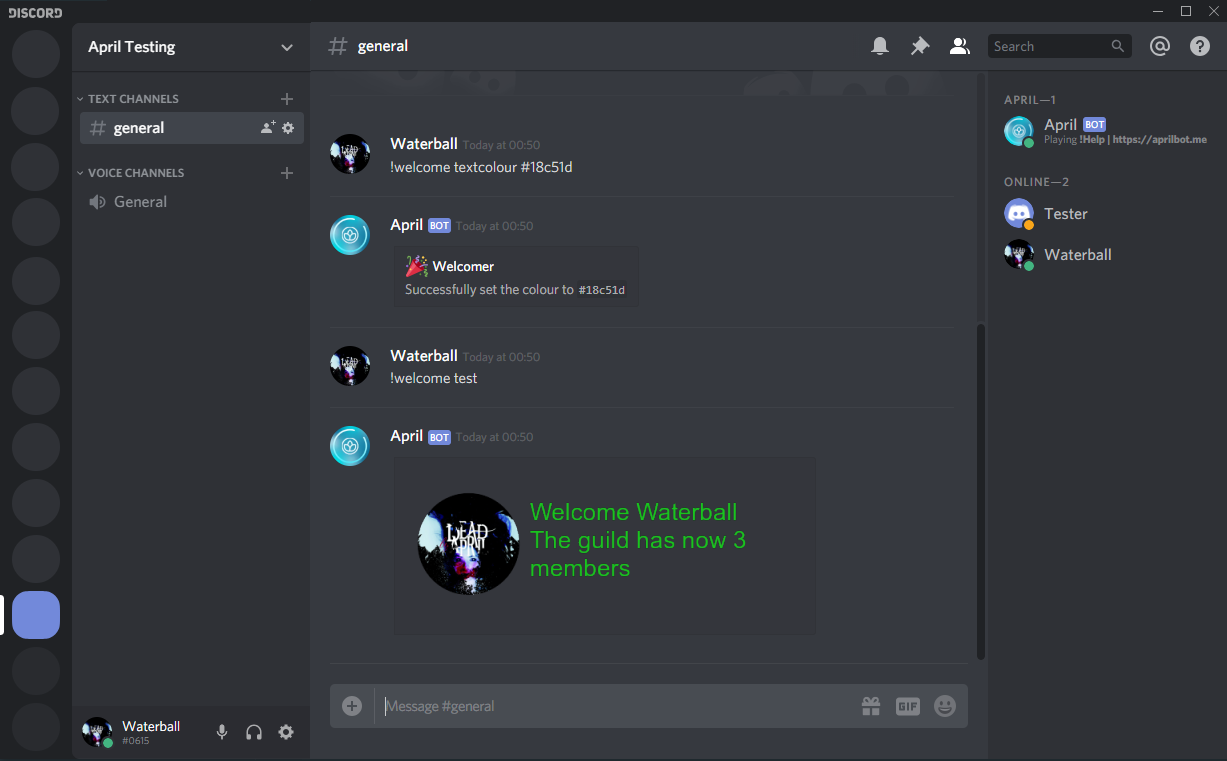 DISCORD
April Testing
TEXT CHANNELS
general
VOICE CHANNELS
General
Waterball
#0615
general
Search
Waterball Today at 00:50
!welcome textcolour #18c51d
April BOT Today at 00:50
Welcomer
Successfully set the colour to #18c51d
Waterball Today at 00:50
!welcome test
April BOT Today at 00:50
DEAD
APRIL
Welcome Waterball
The guild has now 3
members
Message #general
GIF
APRIL—1
April BOT
Playing !Help | https://aprilbot.me
ONLINE—2
Tester
Waterball